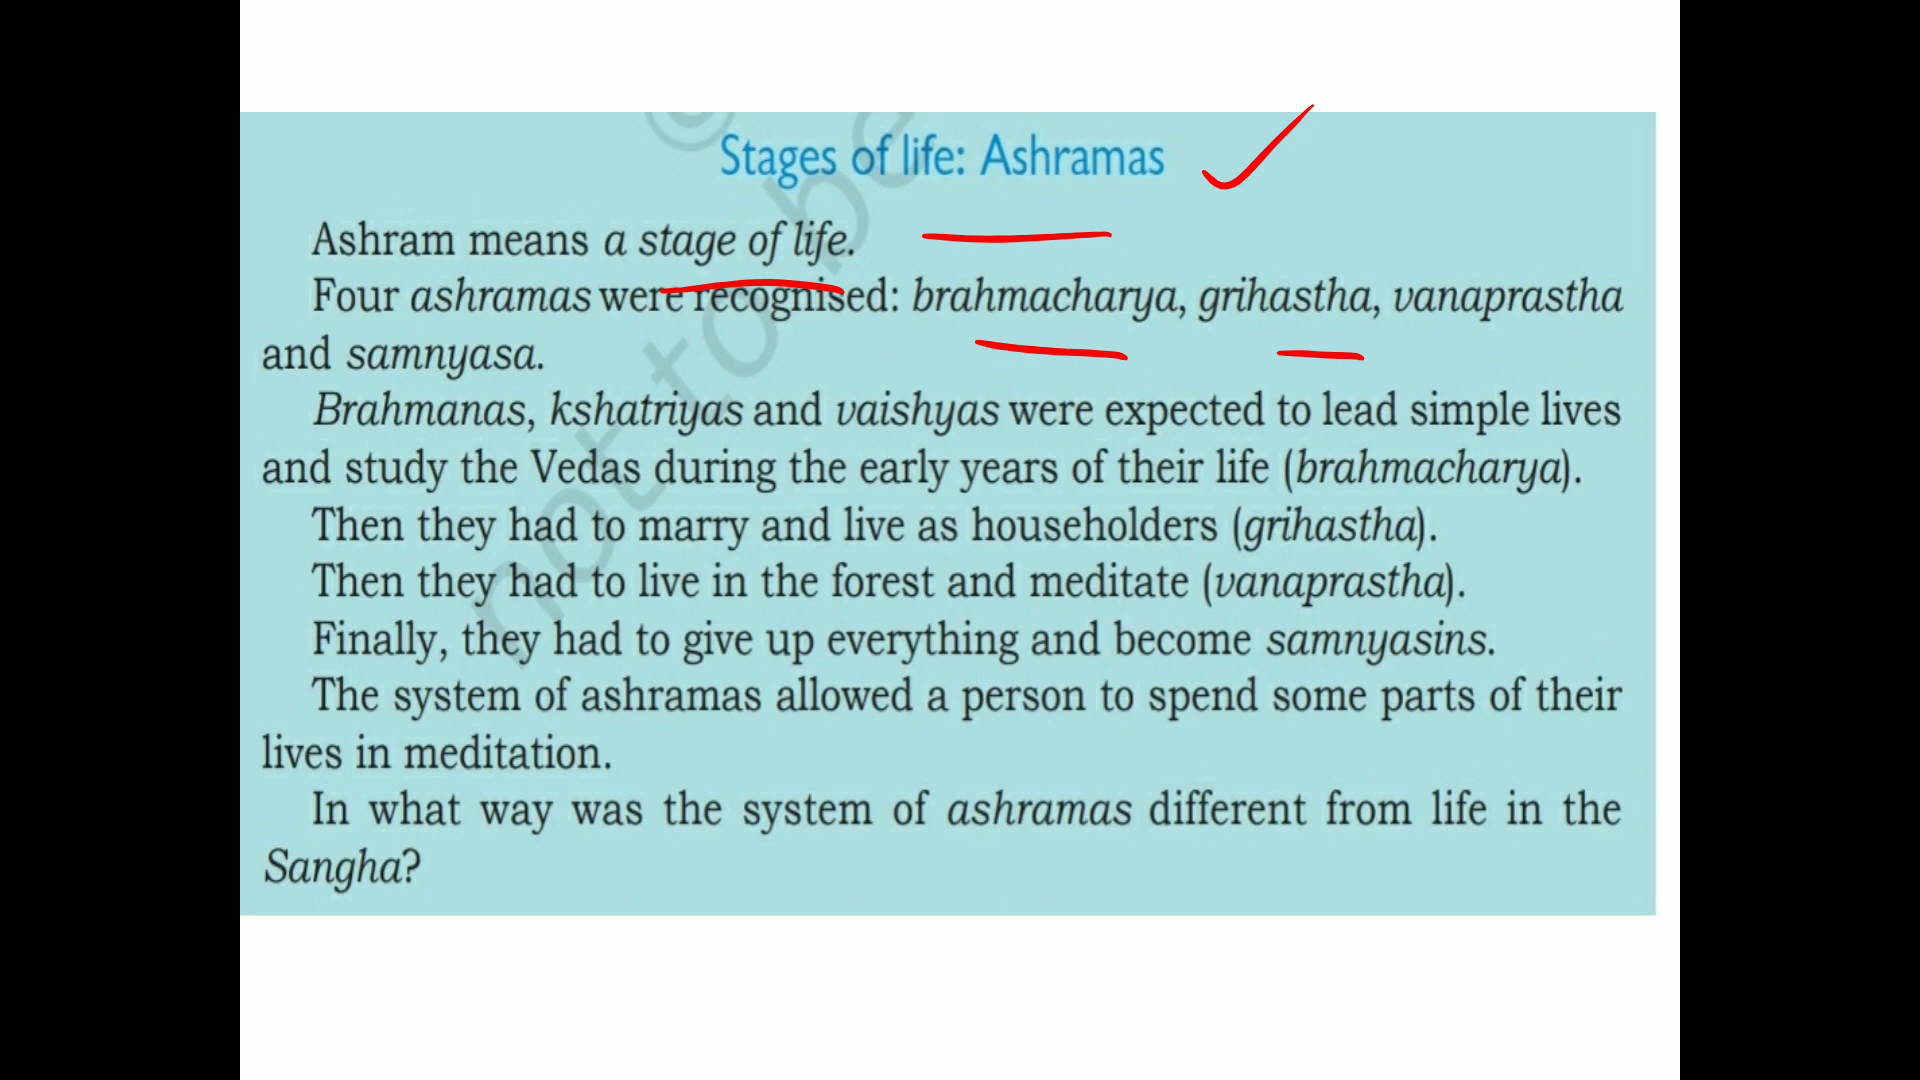 Stages of life: Ashramas
Ashram means a stage of life.
Four ashramas were recognised: brahmacharya, grihastha, vanaprastha
and samnyasa.
Brahmanas, kshatriyas and vaishyas were expected to lead simple lives
and study the Vedas during the early years of their life (brahmacharya).
Then they had to marry and live as householders (grihastha).
Then they had to live in the forest and meditate (vanaprastha).
Finally, they had to give up everything and become samnyasins.
The system of ashramas allowed a person to spend some parts of their
lives in meditation.
In what way was the system of ashramas different from life in the
Sangha?
©
not to be